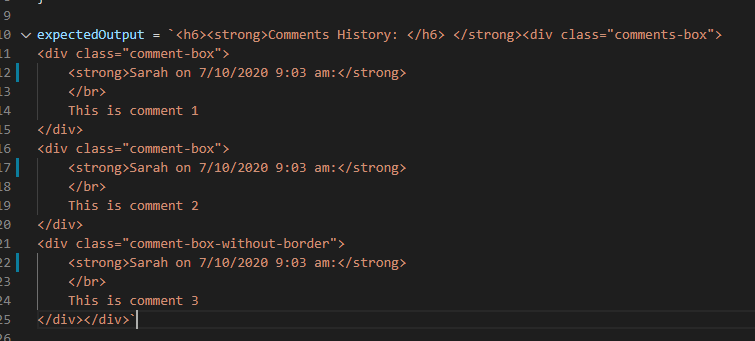 9
10 expectedOutput = `<h6><strong>Comments History: </h6> </strong><div class="comments-box">
11 <div class="comment-box">
12     <strong>Sarah on 7/10/2020 9:03 am:</strong>
13     </br>
14     This is comment 1
15 </div>
16 <div class="comment-box">
17     <strong>Sarah on 7/10/2020 9:03 am:</strong>
18     </br>
19     This is comment 2
20 </div>
21 <div class="comment-box-without-border">
22     <strong>Sarah on 7/10/2020 9:03 am:</strong>
23     </br>
24     This is comment 3
25 </div></div>`
26